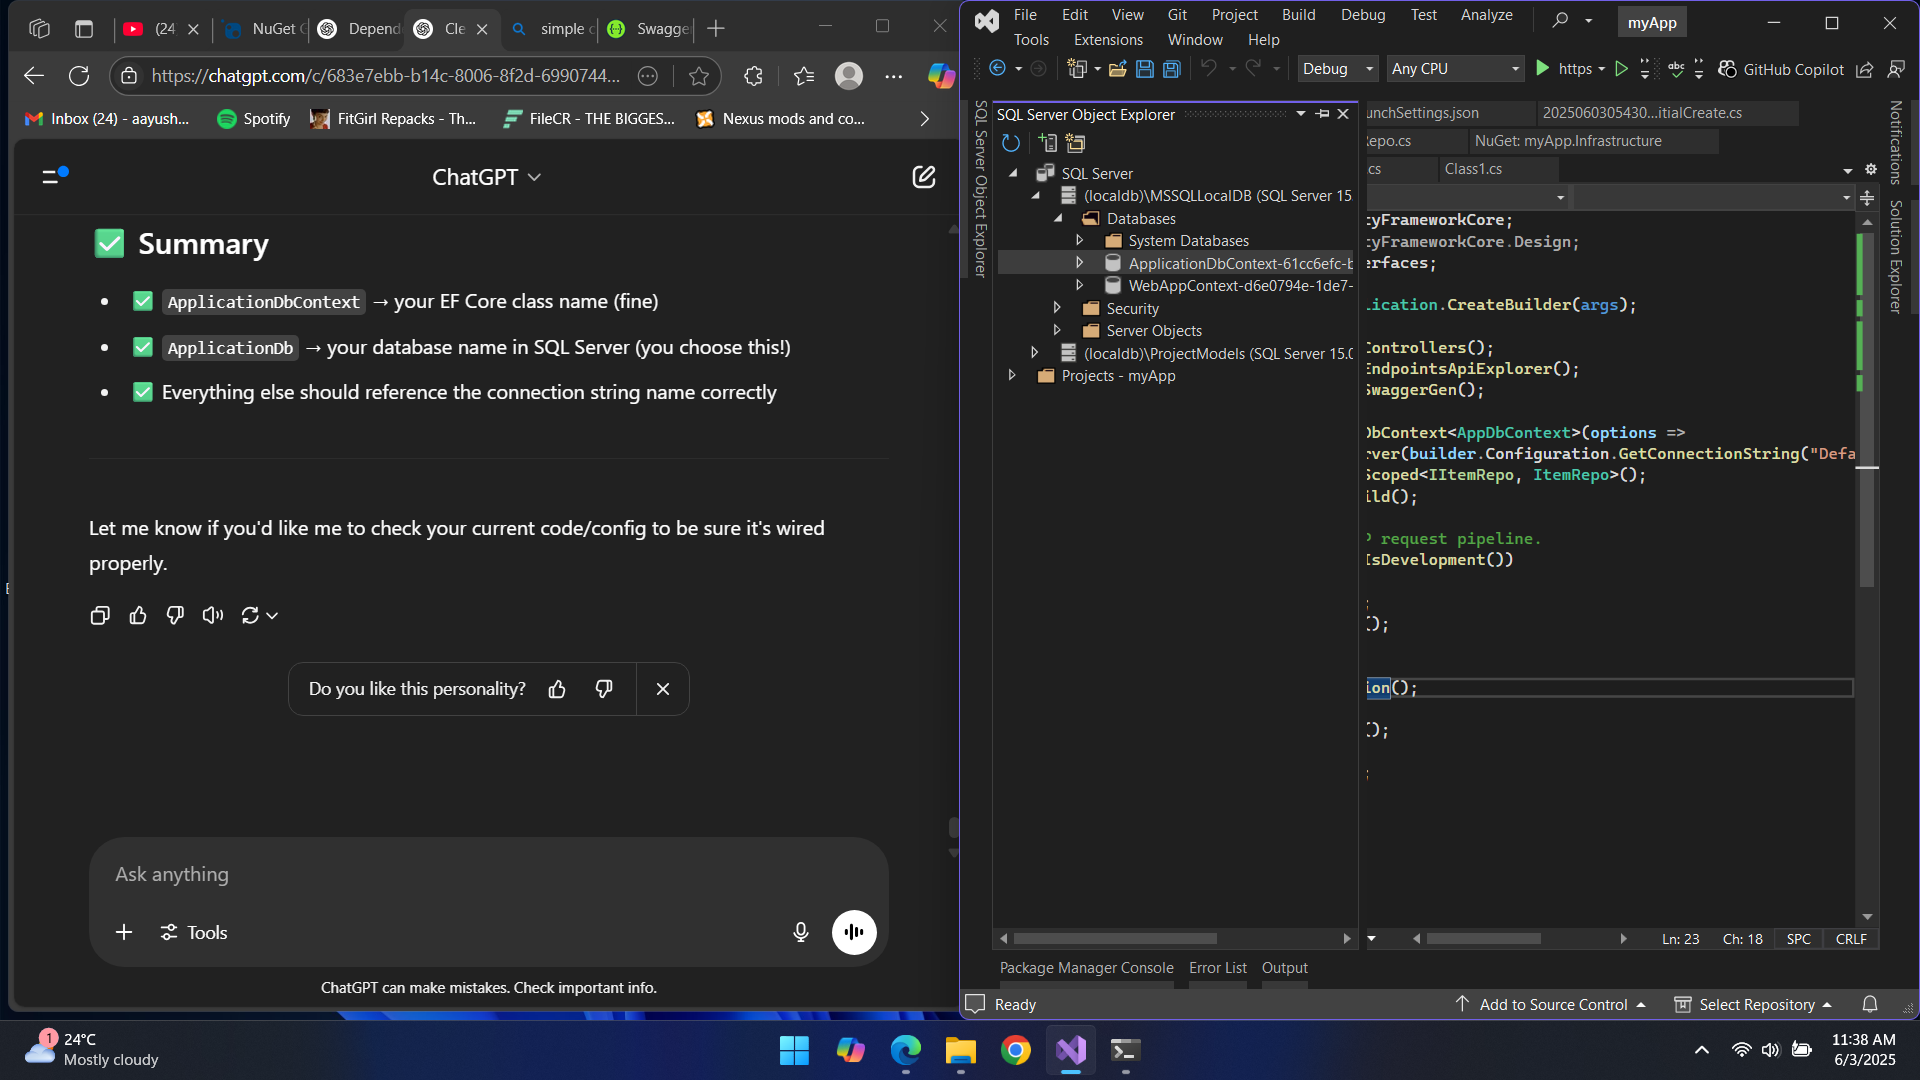 (24
NuGet
Depend
Cle
simple c
Swagge
https://chatgpt.com/c/683e7ebb-b14c-8006-8f2d-6990744...
Inbox (24) - aayush...
Spotify
FitGirl Repacks - Th...
FileCR - THE BIGGES...
Nexus mods and co...
ChatGPT
✅ Summary
• ✅ ApplicationDbContext → your EF Core class name (fine)
• ✅ ApplicationDb → your database name in SQL Server (you choose this!)
• ✅ Everything else should reference the connection string name correctly
Let me know if you'd like me to check your current code/config to be sure it's wired
properly.
Do you like this personality?
Ask anything
Tools
ChatGPT can make mistakes. Check important info.
File Edit View Git Project Build Debug Test Analyze
Tools Extensions Window Help
myApp
Debug
Any CPU
https
abc
GitHub Copilot
SQL Server Object Explorer
SQL Server Object Explorer
SQL Server
(localdb)\MSSQLLocalDB (SQL Server 15.
Databases
System Databases
ApplicationDbContext-61cc6efc-b
WebAppContext-d6e0794e-1de7-
Security
Server Objects
(localdb)\ProjectModels (SQL Server 15.0
Projects - myApp
unchSettings.json
2025060305430...itialCreate.cs
Repo.cs
NuGet: myApp.Infrastructure
cs
Class1.cs
tyFrameworkCore;
tyFrameworkCore.Design;
erfaces;
lication.CreateBuilder(args);
Controllers();
EndpointsApiExplorer();
SwaggerGen();
DbContext<AppDbContext>(options =>
rver(builder.Configuration.GetConnectionString("Defa
Scoped<IItemRepo, ItemRepo>();
ild();
P request pipeline.
IsDevelopment())
;
();
ion();
();
;
Notifications
Solution Explorer
Ln: 23 Ch: 18 SPC CRLF
Package Manager Console Error List Output
Ready
Add to Source Control
Select Repository
1
24°C
Mostly cloudy
11:38 AM
6/3/2025